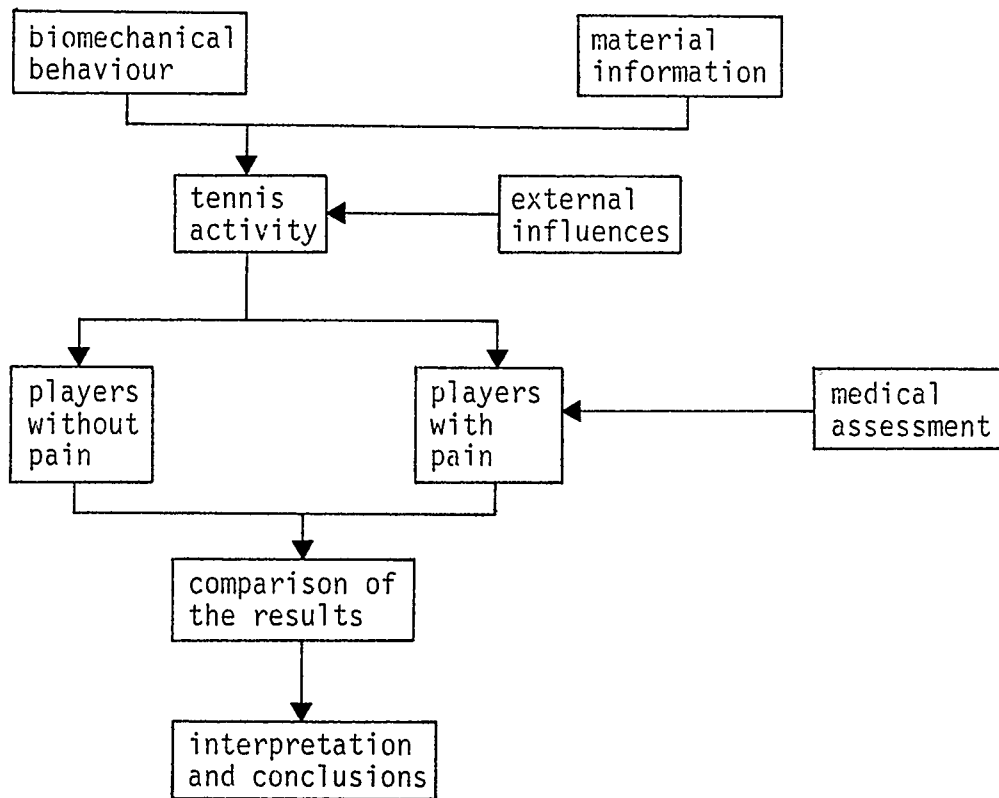 biomechanical
behaviour
material
information
tennis
activity
external
influences
players
without
pain
players
with
pain
medical
assessment
comparison of
the results
interpretation
and conclusions